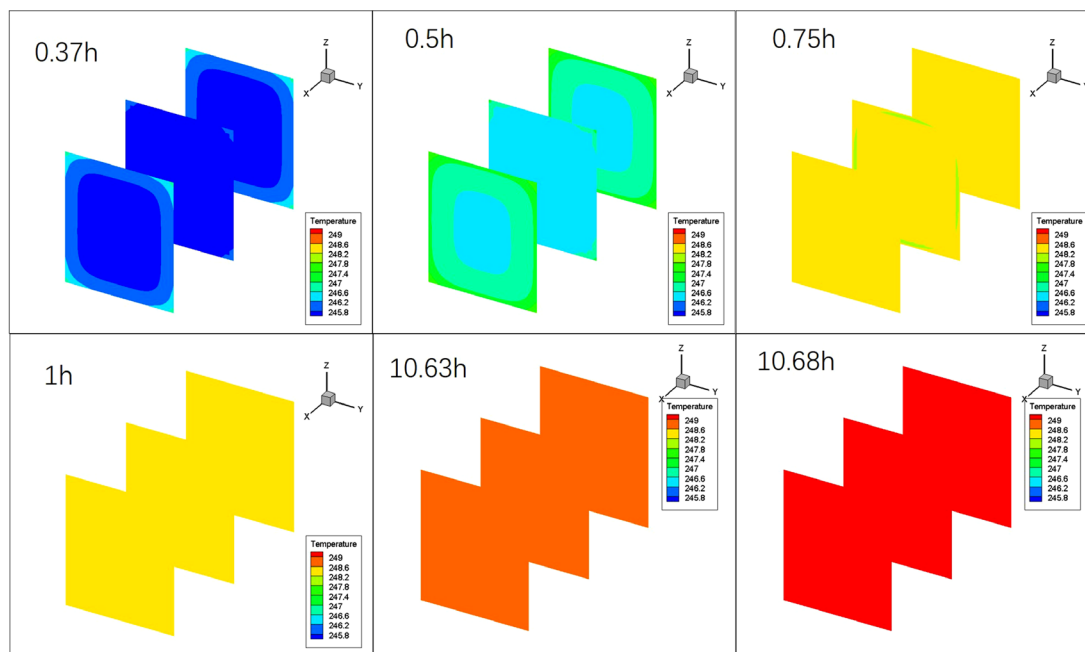 0.37h
Z
X
Y
Temperature
249
248.6
248.2
247.8
247.4
247
246.6
246.2
245.8
0.5h
Z
X
Y
Temperature
249
248.6
248.2
247.8
247.4
247
246.6
246.2
245.8
0.75h
Z
X
Y
Temperature
249
248.6
248.2
247.8
247.4
247
246.6
246.2
245.8
1h
Z
X
Y
Temperature
249
248.6
248.2
247.8
247.4
247
246.6
246.2
245.8
10.63h
Z
X
Y
Temperature
249
248.6
248.2
247.8
247.4
247
246.6
246.2
245.8
10.68h
Z
X
Y
Temperature
249
248.6
248.2
247.8
247.4
247
246.6
246.2
245.8